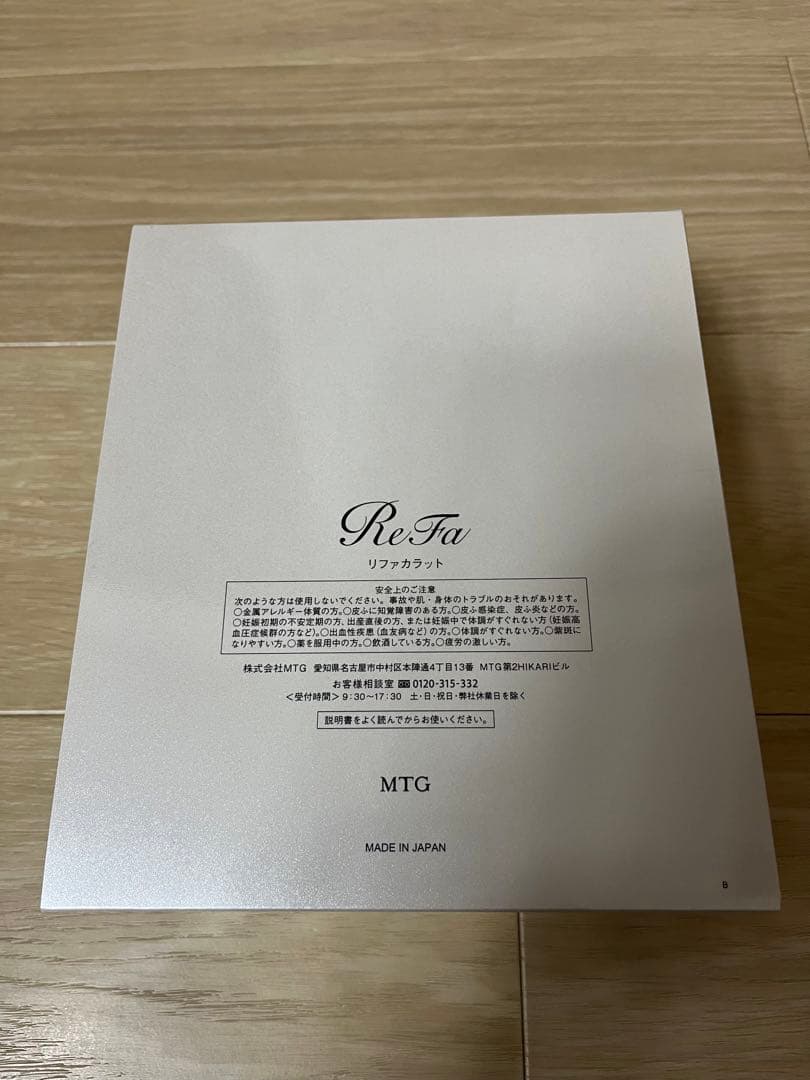 ReFa
リファカラット
安全上のご注意
次のような方は使用しないでください。事故や肌・身体のトラブルのおそれがあります。
○金属アレルギー体質の方。○皮ふに知覚障害のある方。○皮ふ感染症、皮ふ炎などの方。
○妊娠初期の不安定期の方、出産直後の方、または妊娠中で体調がすぐれない方（妊娠高
血圧症候群の方など）。○出血性疾患（血友病など）の方。○体調がすぐれない方。○紫斑に
なりやすい方。○薬を服用中の方。○飲酒している方。○疲労の激しい方。
株式会社MTG 愛知県名古屋市中村区本陣通4丁目13番 MTG第2HIKARIビル
お客様相談室 0120-315-332
＜受付時間＞9：30～17：30 土・日・祝日・弊社休業日を除く
説明書をよく読んでからお使いください。
MTG
MADE IN JAPAN
B